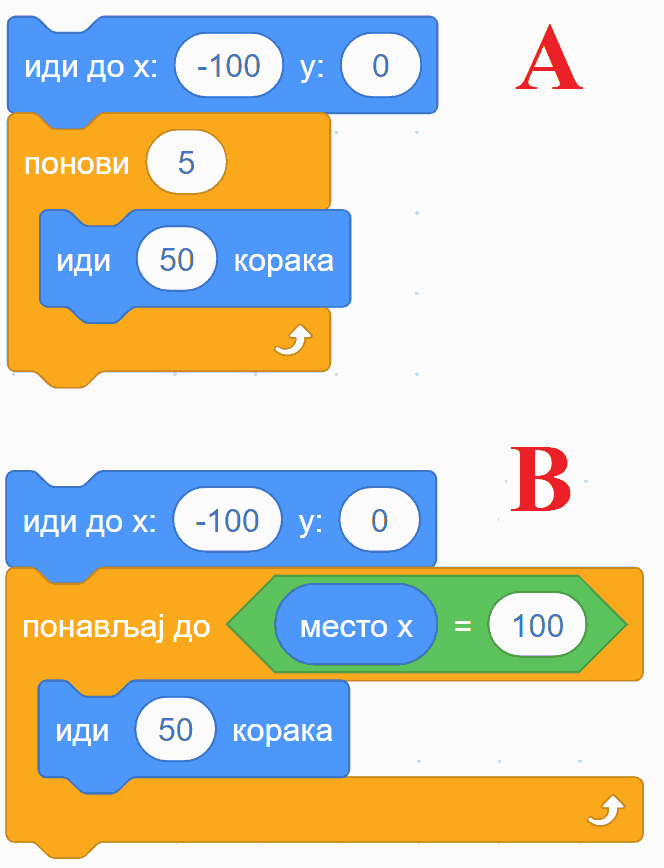 иди до x: -100 y: 0
A
понови 5
иди 50 корака
B
иди до x: -100 y: 0
понављај до место x = 100
иди 50 корака